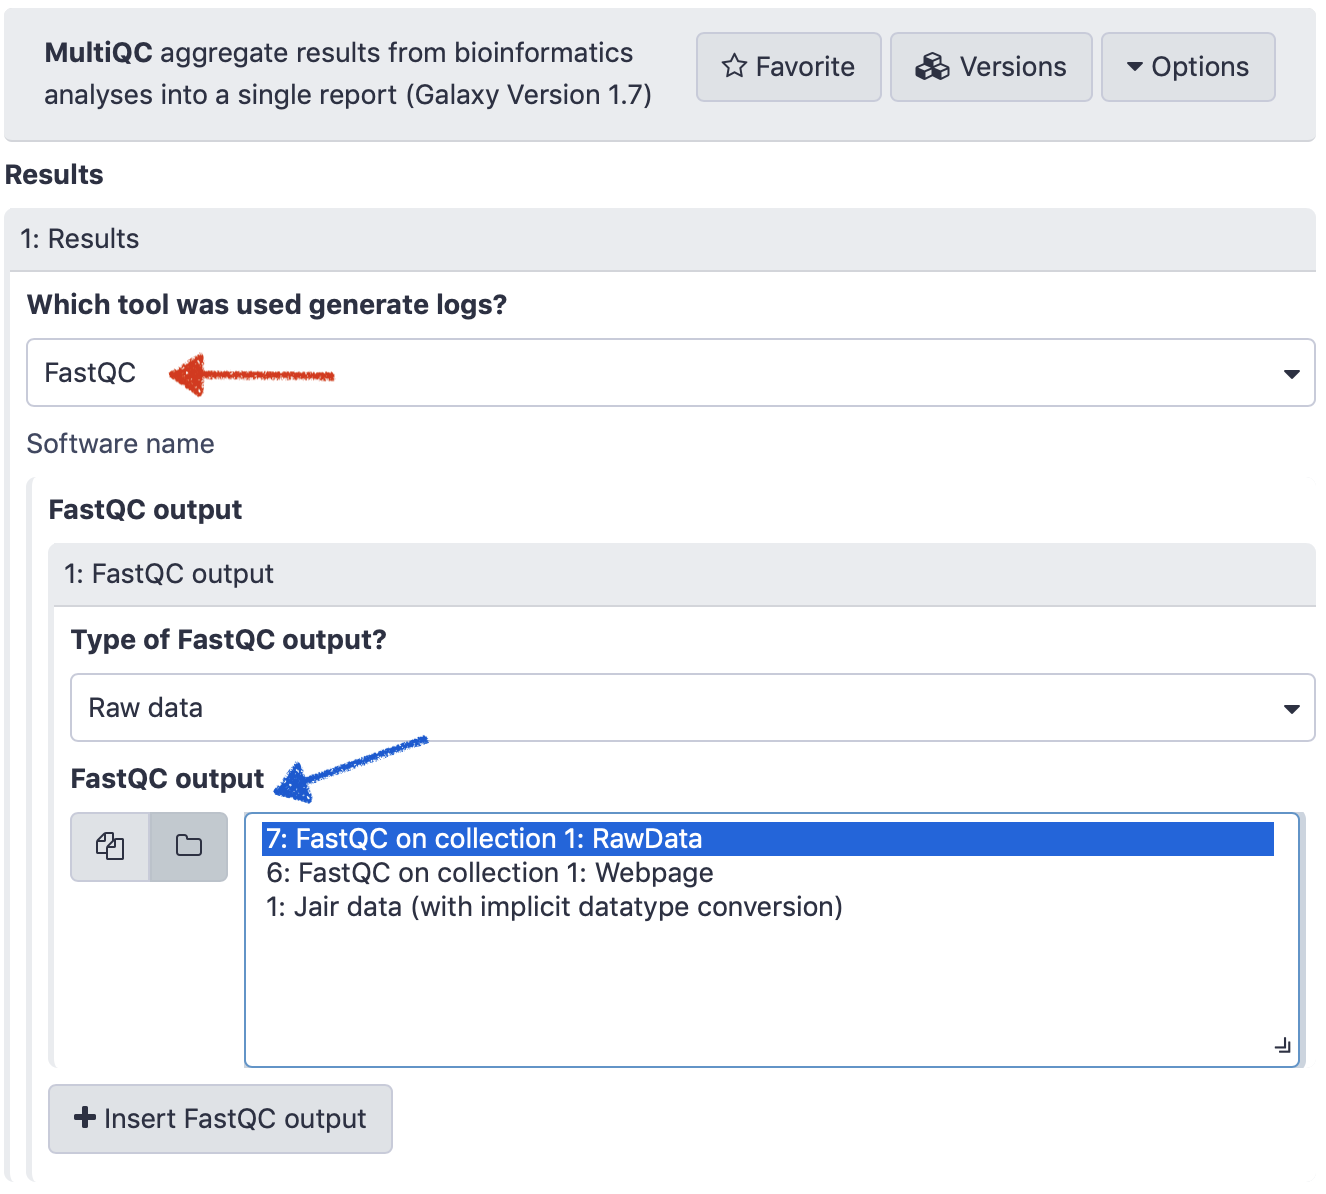 MultiQC aggregate results from bioinformatics
analyses into a single report (Galaxy Version 1.7)
Favorite
Versions
Options
Results
1: Results
Which tool was used generate logs?
FastQC
Software name
FastQC output
1: FastQC output
Type of FastQC output?
Raw data
FastQC output
7: FastQC on collection 1: RawData
6: FastQC on collection 1: Webpage
1: Jair data (with implicit datatype conversion)
Insert FastQC output